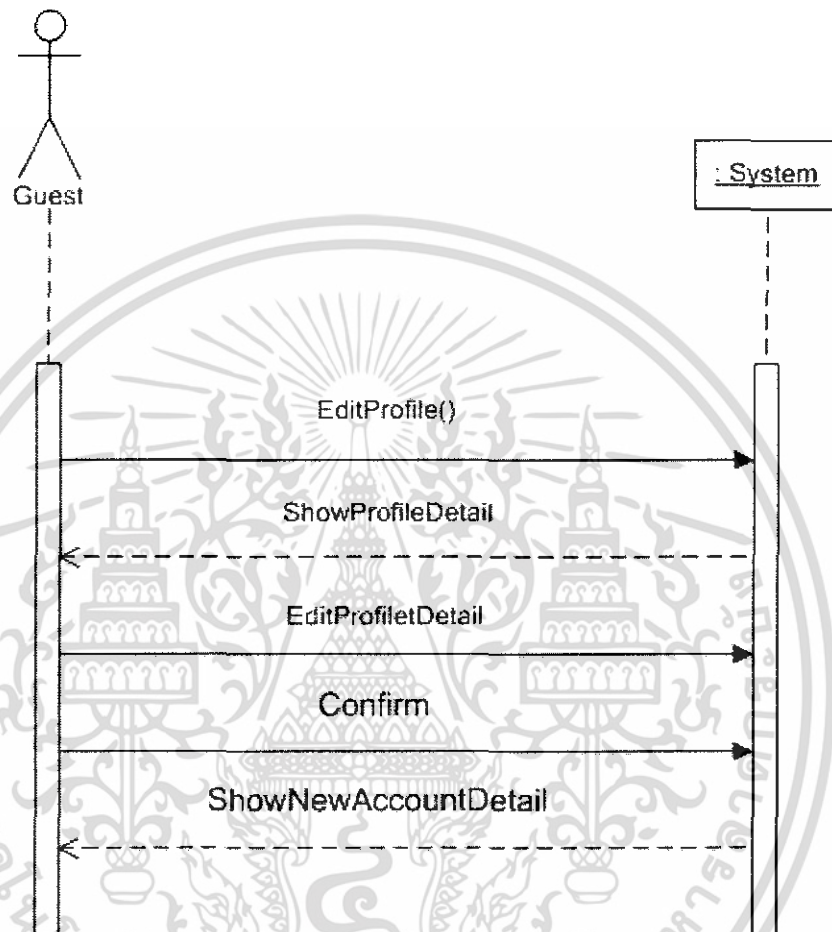 Guest
: System
EditProfile()
ShowProfileDetail
EditProfiletDetail
Confirm
ShowNewAccountDetail